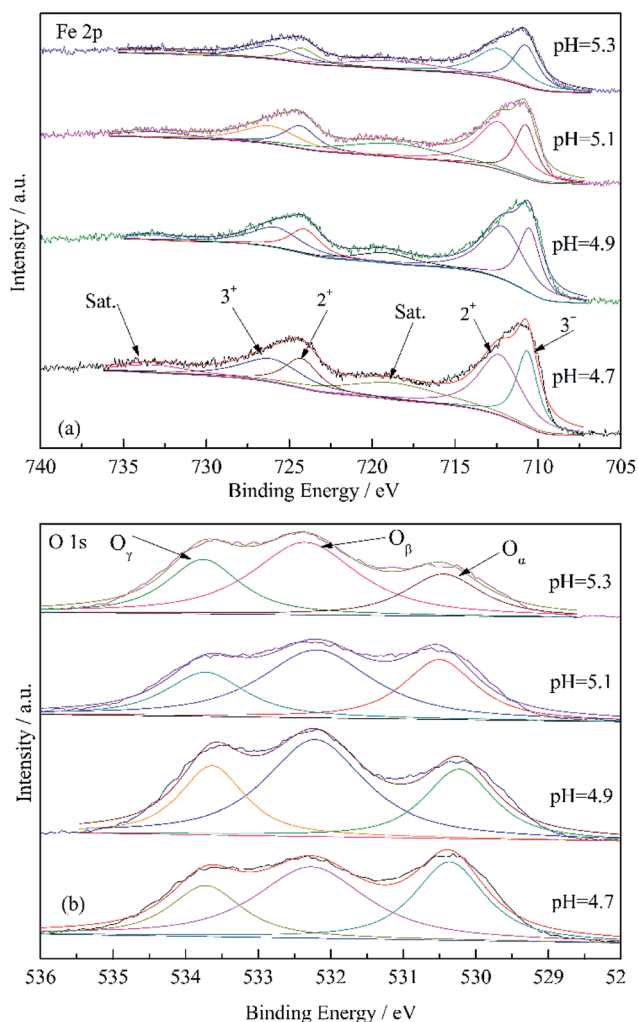 Fe 2p
pH=5.3
pH=5.1
pH=4.9
Sat.
3⁺
2⁺
Sat.
2⁺
3⁻
pH=4.7
(a)
740 735 730 725 720 715 710 705
Binding Energy / eV
Intensity / a.u.
O 1s
Oγ
Oβ
Oα
pH=5.3
pH=5.1
pH=4.9
pH=4.7
(b)
536 535 534 533 532 531 530 529 52
Binding Energy / eV
Intensity / a.u.